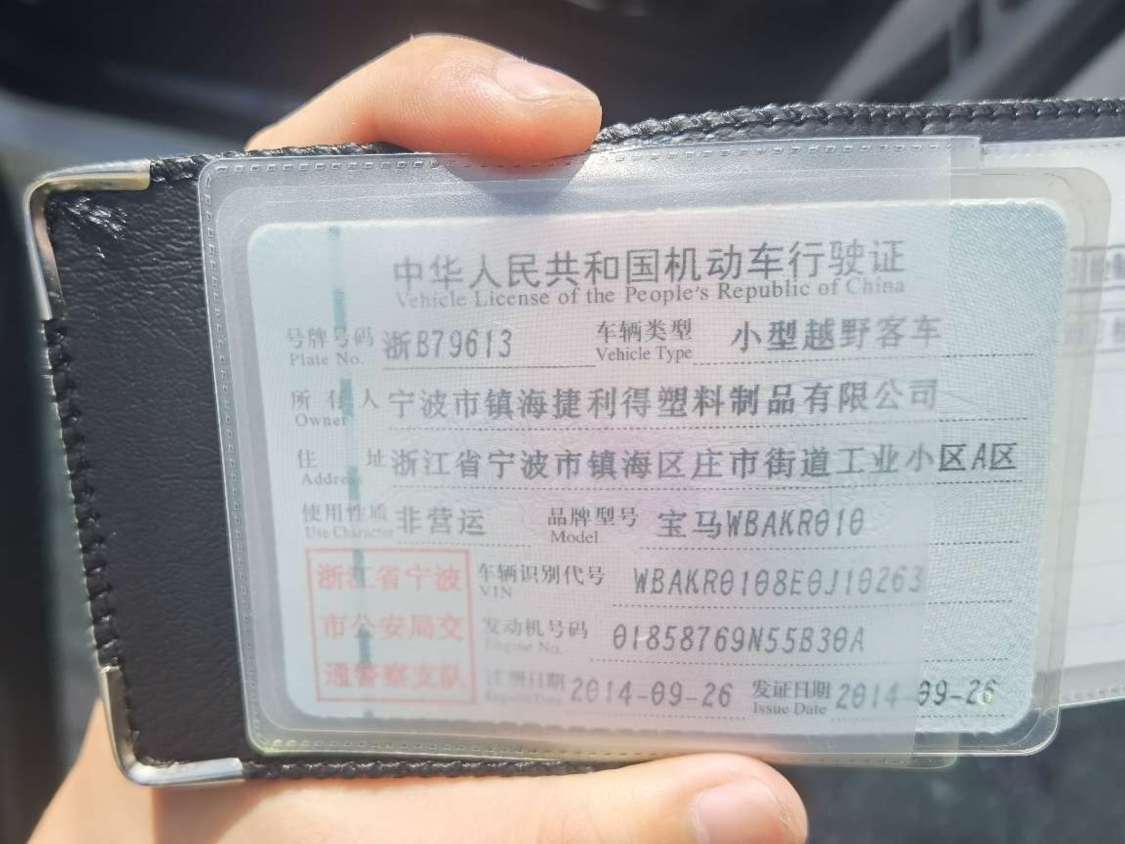 中华人民共和国机动车行驶证
Vehicle License of the People's Republic of China
号牌号码 浙B79613 车辆类型 小型越野客车
Plate No. Vehicle Type
所有人 宁波市镇海捷利得塑料制品有限公司
Owner
住址 浙江省宁波市镇海区庄市街道工业小区A区
Address
使用性质 非营运 品牌型号 宝马WBAKR010
Use Character Model
浙江省宁波 车辆识别代号 WBAKR0108E0J10263
VIN
市公安局交 发动机号码 01858769N55B30A
Engine No.
通警察支队 注册日期 2014-09-26 发证日期 2014-09-26
Register Date Issue Date